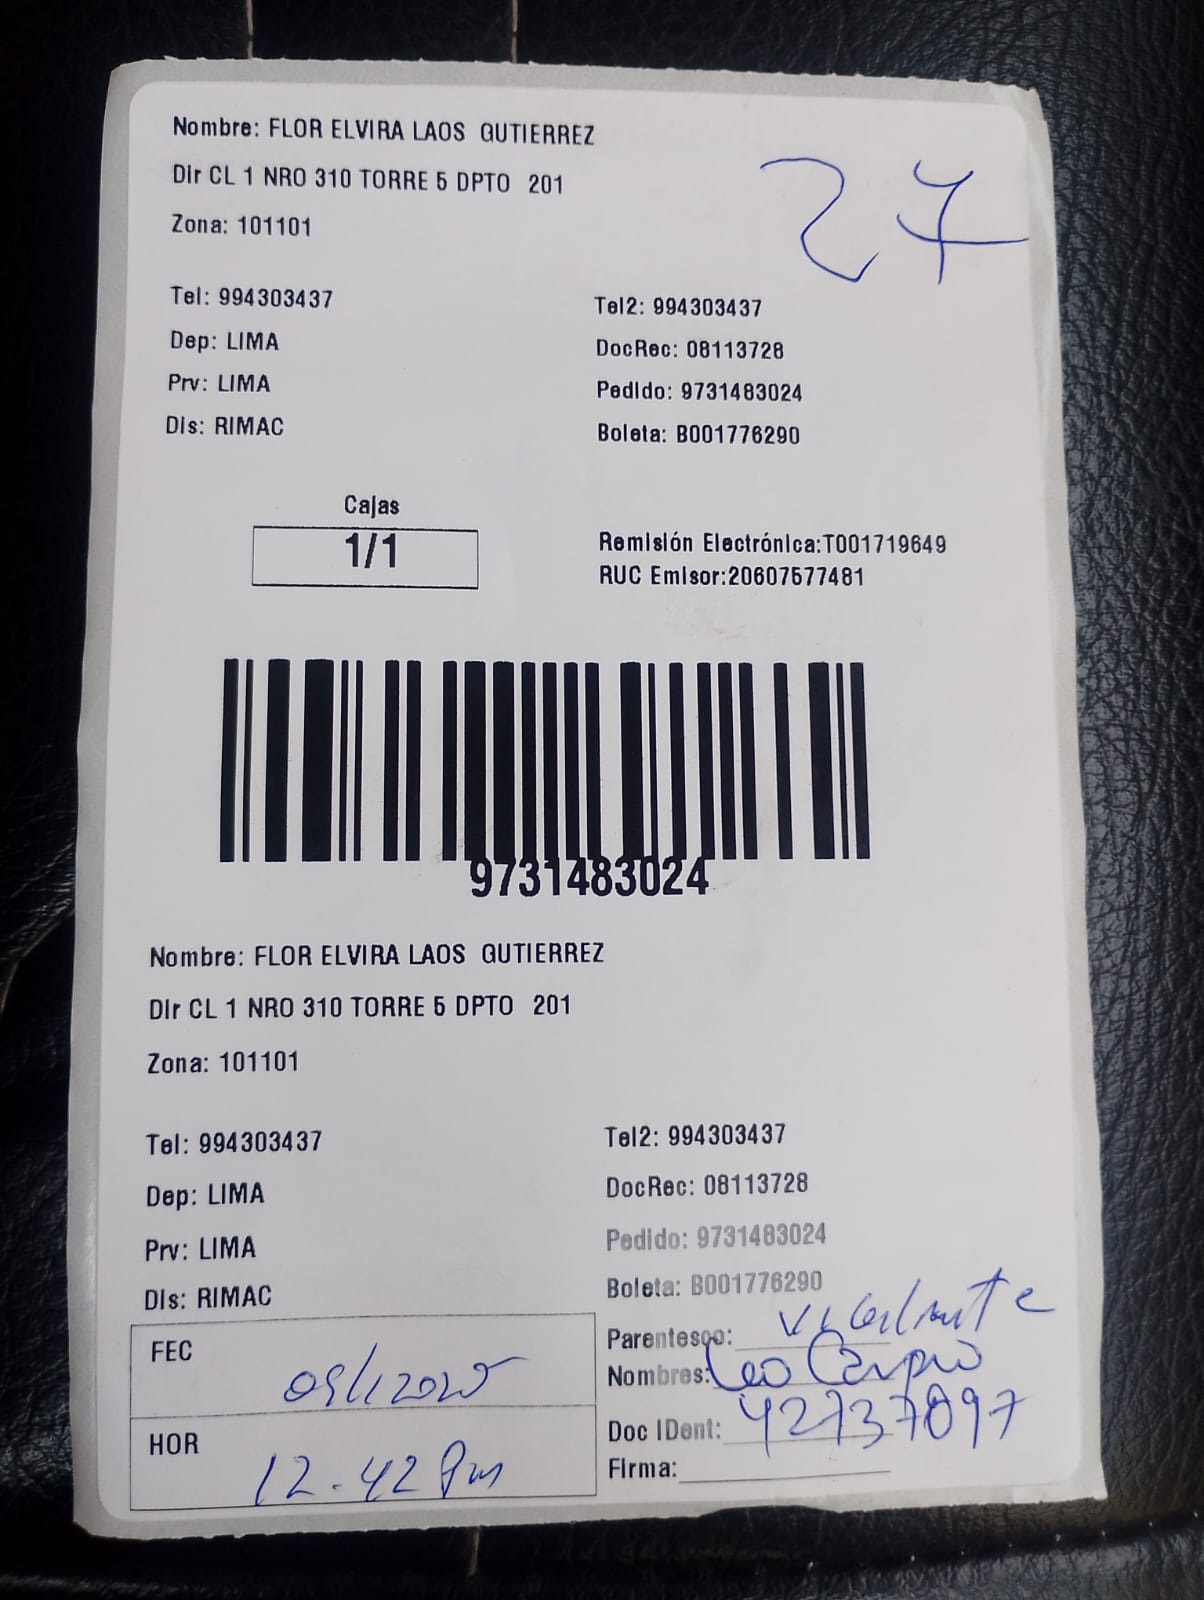 Nombre: FLOR ELVIRA LAOS GUTIERREZ
Dir CL 1 NRO 310 TORRE 5 DPTO 201
27
Zona: 101101
Tel: 994303437
Tel2: 994303437
Dep: LIMA
DocRec: 08113728
Prv: LIMA
Pedido: 9731483024
Dis: RIMAC
Boleta: B001776290
Cajas
1/1
Remisión Electrónica:T001719649
RUC Emisor:20607577481
9731483024
Nombre: FLOR ELVIRA LAOS GUTIERREZ
Dir CL 1 NRO 310 TORRE 5 DPTO 201
Zona: 101101
Tel: 994303437
Tel2: 994303437
Dep: LIMA
DocRec: 08113728
Prv: LIMA
Pedido: 9731483024
Dis: RIMAC
Boleta: B001776290
FEC
Parentesco: Vigilante
Nombres: Leo Carpio
HOR 12.42 Pm
Doc IDent: 42737897
Firma: